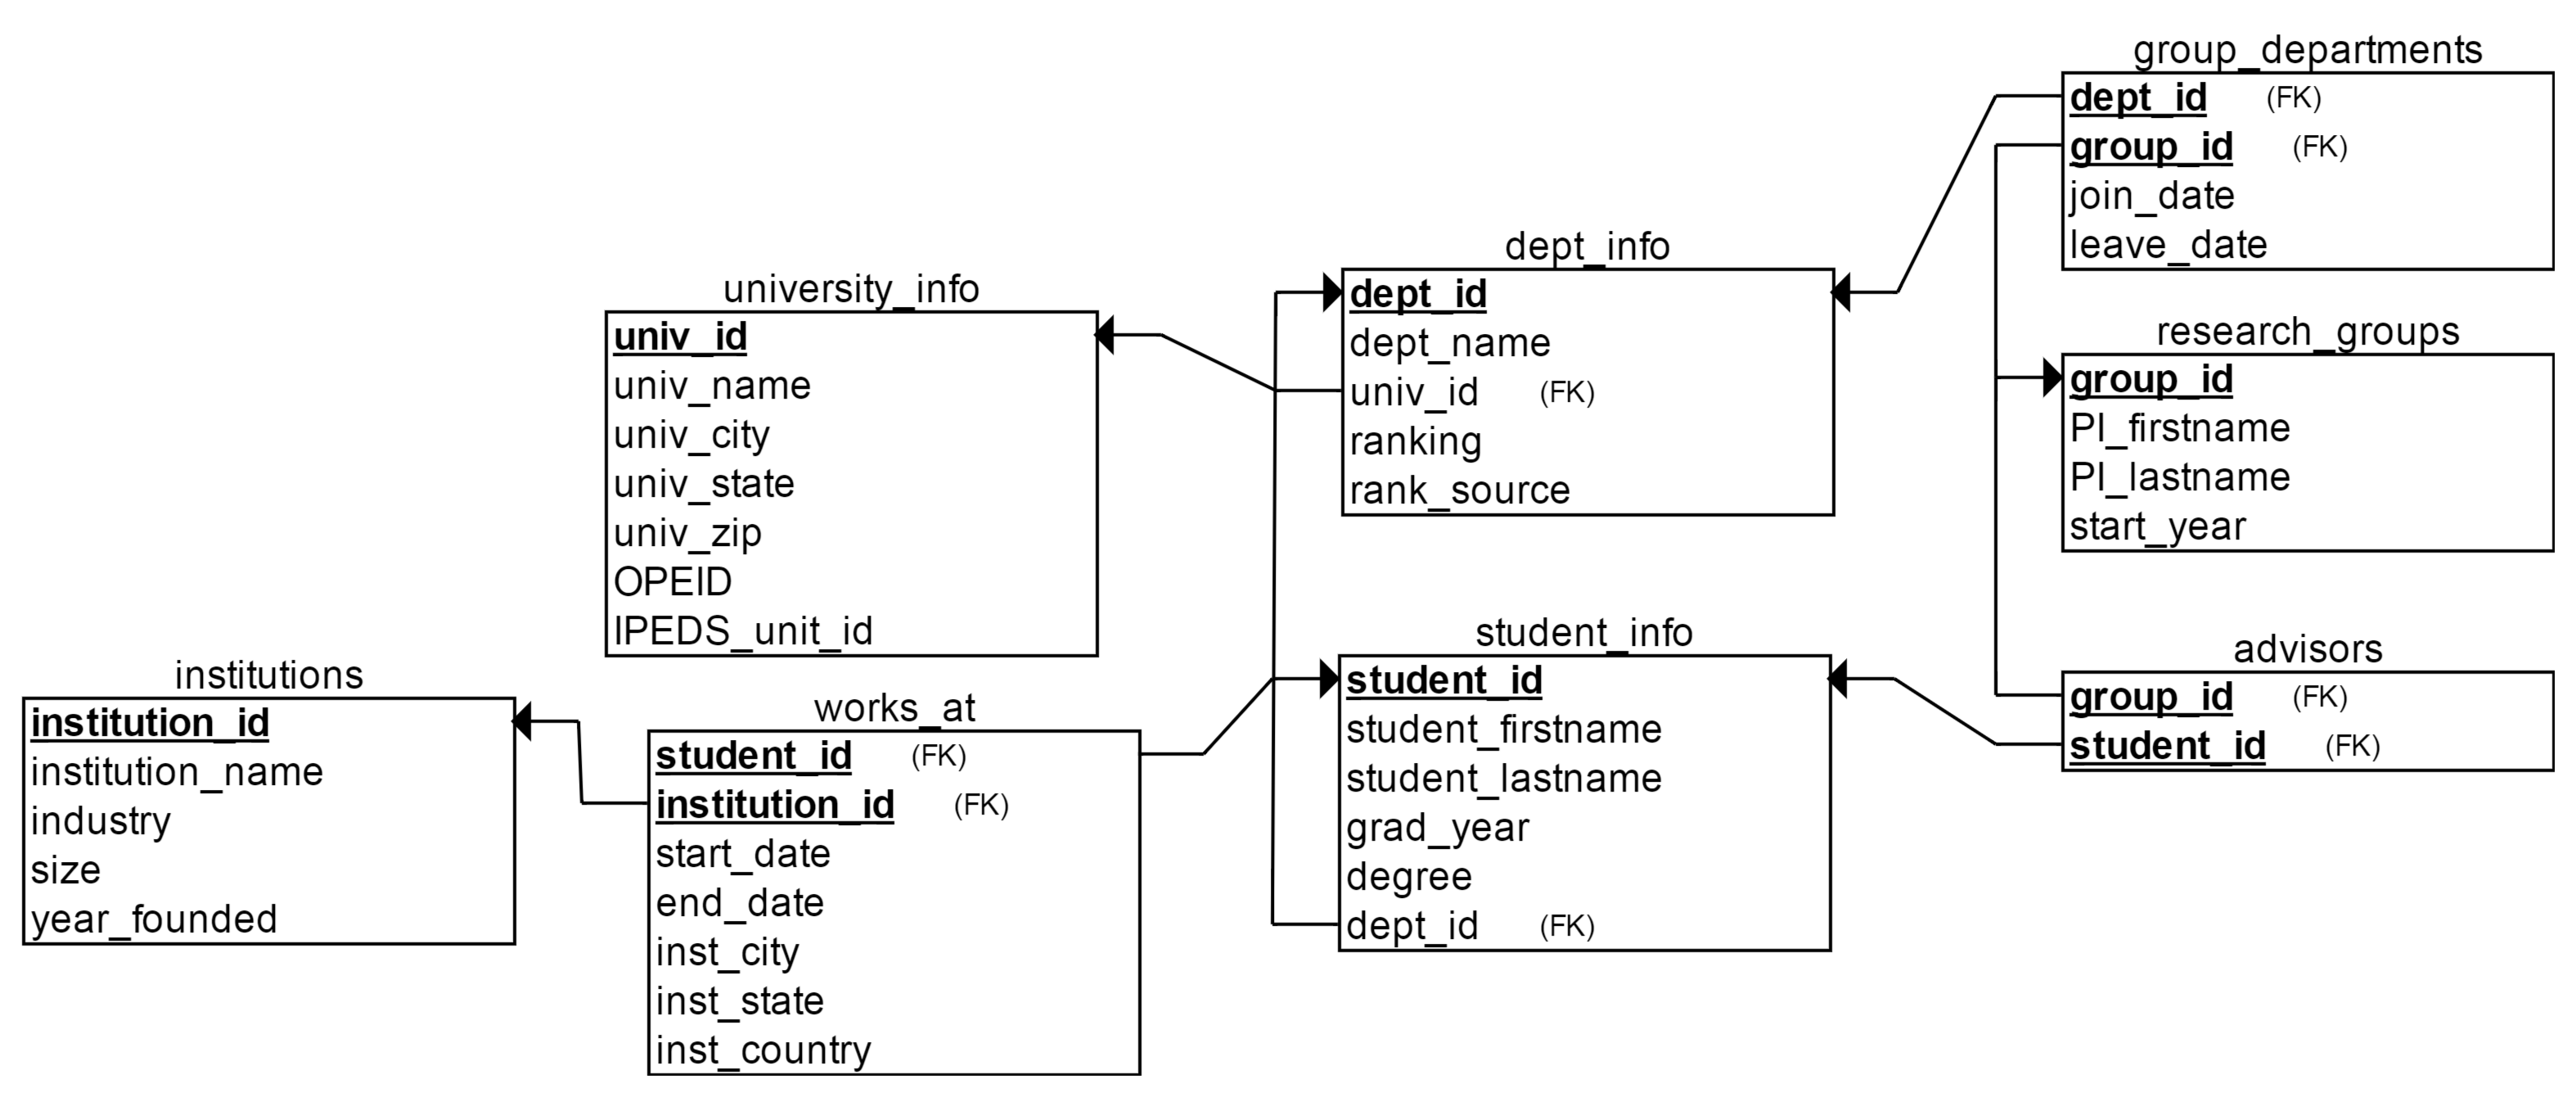 group_departments
dept_id (FK)
group_id (FK)
join_date
leave_date
dept_info
dept_id
dept_name
univ_id (FK)
ranking
rank_source
university_info
univ_id
univ_name
univ_city
univ_state
univ_zip
OPEID
IPEDS_unit_id
research_groups
group_id
PI_firstname
PI_lastname
start_year
student_info
student_id
student_firstname
student_lastname
grad_year
degree
dept_id (FK)
advisors
group_id (FK)
student_id (FK)
institutions
institution_id
institution_name
industry
size
year_founded
works_at
student_id (FK)
institution_id (FK)
start_date
end_date
inst_city
inst_state
inst_country